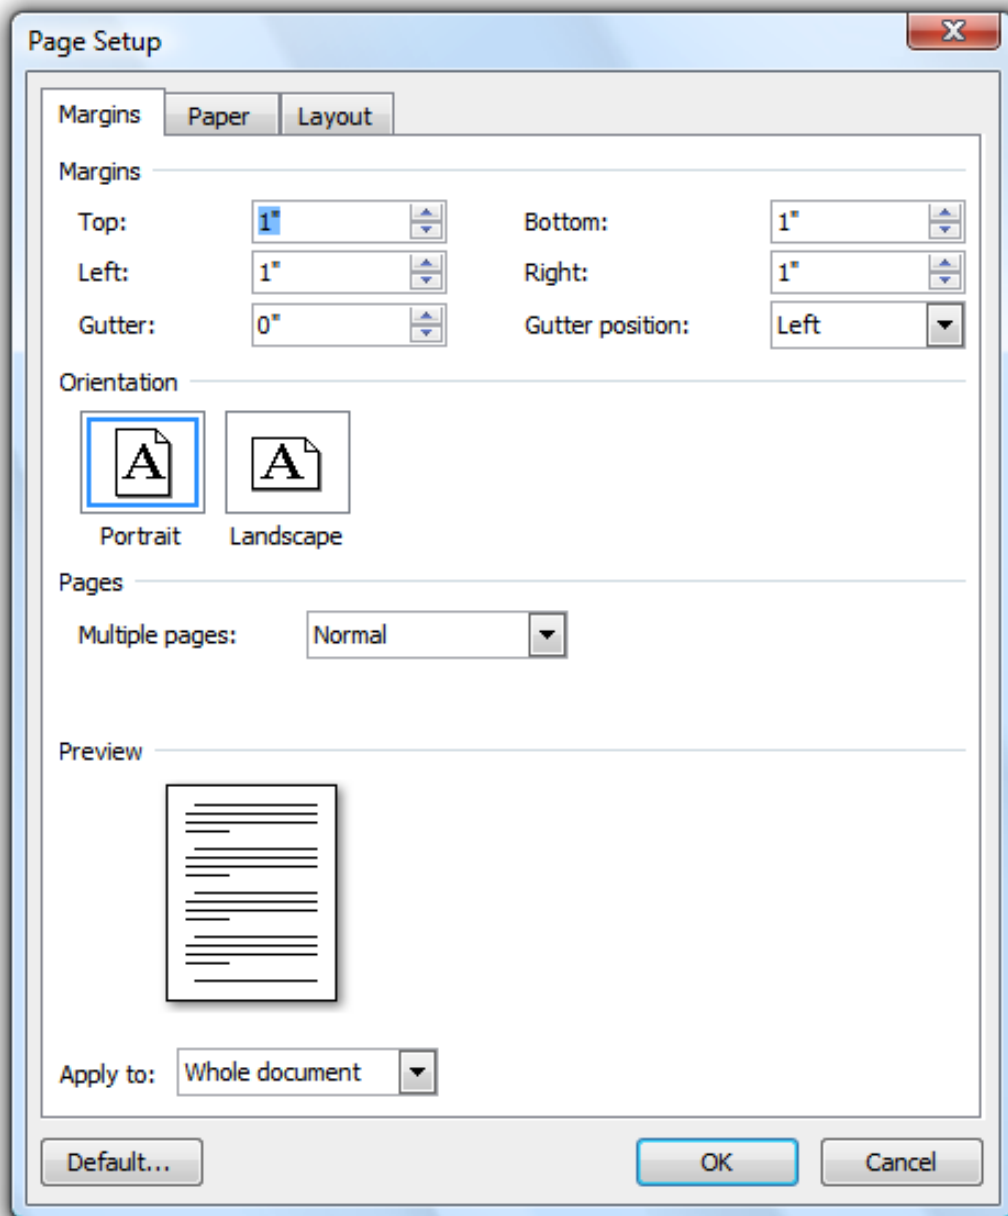 Page Setup
X
Margins Paper Layout
Margins
Top: 1" Bottom: 1"
Left: 1" Right: 1"
Gutter: 0" Gutter position: Left
Orientation
A A
Portrait Landscape
Pages
Multiple pages: Normal
Preview
Apply to: Whole document
Default... OK Cancel